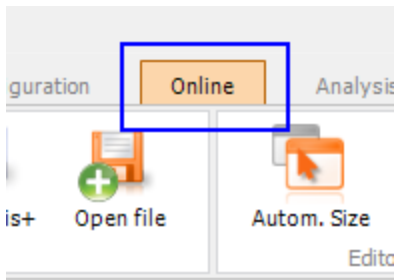 guration Online Analysis
is+ Open file Autom. Size
Edito